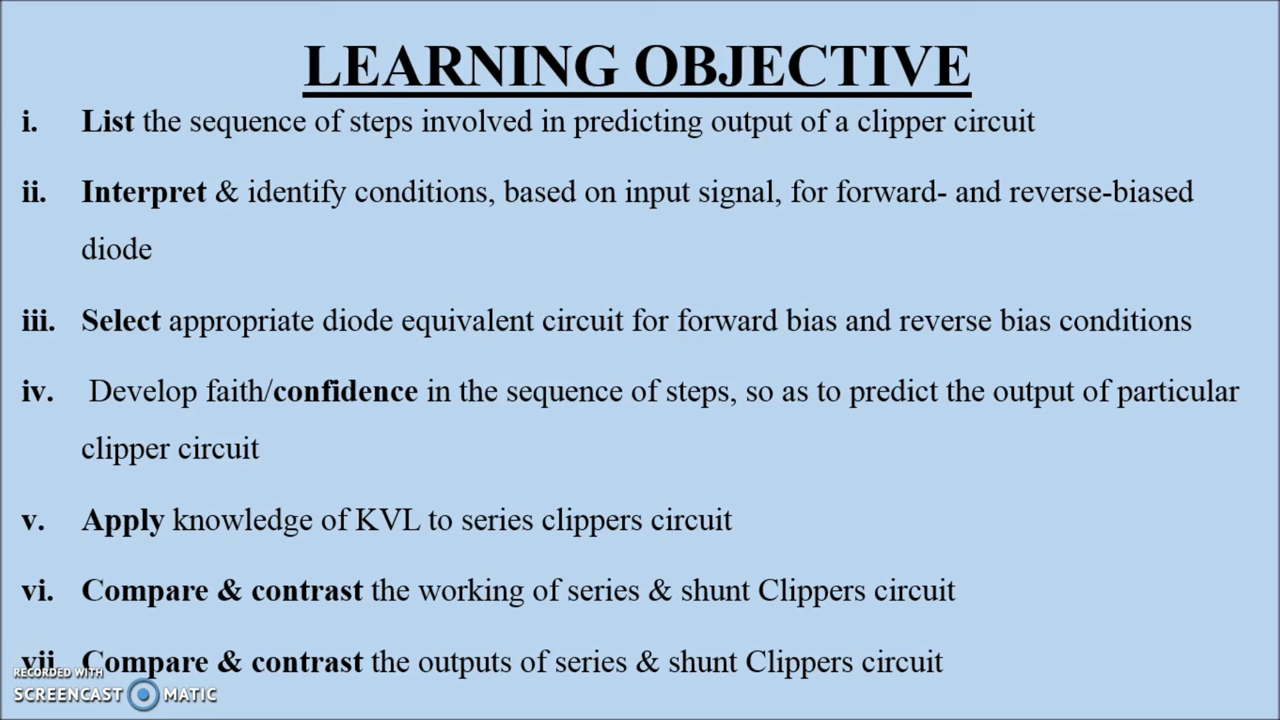 LEARNING OBJECTIVE
i. List the sequence of steps involved in predicting output of a clipper circuit
ii. Interpret & identify conditions, based on input signal, for forward- and reverse-biased
diode
iii. Select appropriate diode equivalent circuit for forward bias and reverse bias conditions
iv. Develop faith/confidence in the sequence of steps, so as to predict the output of particular
clipper circuit
v. Apply knowledge of KVL to series clippers circuit
vi. Compare & contrast the working of series & shunt Clippers circuit
vii. Compare & contrast the outputs of series & shunt Clippers circuit
RECORDED WITH
SCREENCAST MATIC